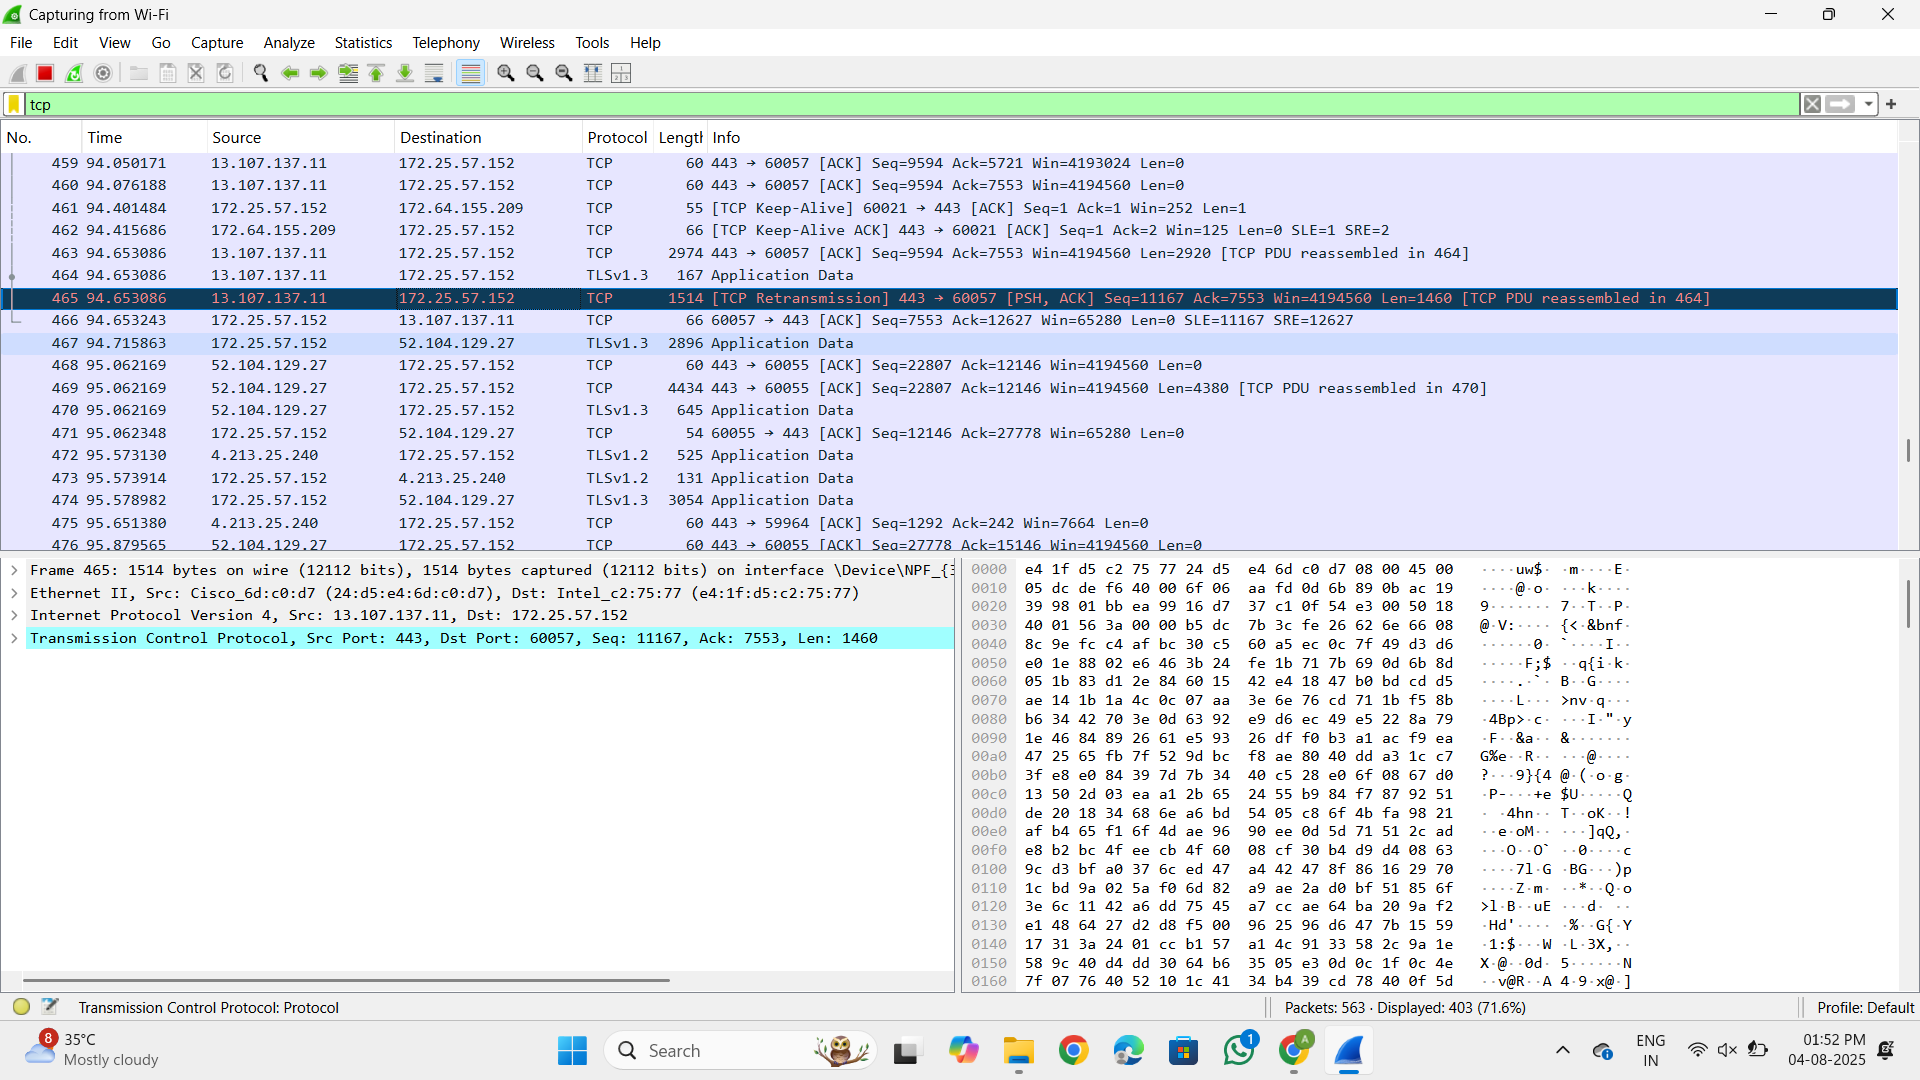 Capturing from Wi-Fi
File Edit View Go Capture Analyze Statistics Telephony Wireless Tools Help
tcp
No. Time Source Destination Protocol Length Info
459 94.050171 13.107.137.11 172.25.57.152 TCP 60 443 → 60057 [ACK] Seq=9594 Ack=5721 Win=4193024 Len=0
460 94.076188 13.107.137.11 172.25.57.152 TCP 60 443 → 60057 [ACK] Seq=9594 Ack=7553 Win=4194560 Len=0
461 94.401484 172.25.57.152 172.64.155.209 TCP 55 [TCP Keep-Alive] 60021 → 443 [ACK] Seq=1 Ack=1 Win=252 Len=1
462 94.415686 172.64.155.209 172.25.57.152 TCP 66 [TCP Keep-Alive ACK] 443 → 60021 [ACK] Seq=1 Ack=2 Win=125 Len=0 SLE=1 SRE=2
463 94.653086 13.107.137.11 172.25.57.152 TCP 2974 443 → 60057 [ACK] Seq=9594 Ack=7553 Win=4194560 Len=2920 [TCP PDU reassembled in 464]
464 94.653086 13.107.137.11 172.25.57.152 TLSv1.3 167 Application Data
465 94.653086 13.107.137.11 172.25.57.152 TCP 1514 [TCP Retransmission] 443 → 60057 [PSH, ACK] Seq=11167 Ack=7553 Win=4194560 Len=1460 [TCP PDU reassembled in 464]
466 94.653243 172.25.57.152 13.107.137.11 TCP 66 60057 → 443 [ACK] Seq=7553 Ack=12627 Win=65280 Len=0 SLE=11167 SRE=12627
467 94.715863 172.25.57.152 52.104.129.27 TLSv1.3 2896 Application Data
468 95.062169 52.104.129.27 172.25.57.152 TCP 60 443 → 60055 [ACK] Seq=22807 Ack=12146 Win=4194560 Len=0
469 95.062169 52.104.129.27 172.25.57.152 TCP 4434 443 → 60055 [ACK] Seq=22807 Ack=12146 Win=4194560 Len=4380 [TCP PDU reassembled in 470]
470 95.062169 52.104.129.27 172.25.57.152 TLSv1.3 645 Application Data
471 95.062348 172.25.57.152 52.104.129.27 TCP 54 60055 → 443 [ACK] Seq=12146 Ack=27778 Win=65280 Len=0
472 95.573130 4.213.25.240 172.25.57.152 TLSv1.2 525 Application Data
473 95.573914 172.25.57.152 4.213.25.240 TLSv1.2 131 Application Data
474 95.578982 172.25.57.152 52.104.129.27 TLSv1.3 3054 Application Data
475 95.651380 4.213.25.240 172.25.57.152 TCP 60 443 → 59964 [ACK] Seq=1292 Ack=242 Win=7664 Len=0
476 95.879565 52.104.129.27 172.25.57.152 TCP 60 443 → 60055 [ACK] Seq=27778 Ack=15146 Win=4194560 Len=0
Frame 465: 1514 bytes on wire (12112 bits), 1514 bytes captured (12112 bits) on interface \Device\NPF_{
Ethernet II, Src: Cisco_6d:c0:d7 (24:d5:e4:6d:c0:d7), Dst: Intel_c2:75:77 (e4:1f:d5:c2:75:77)
Internet Protocol Version 4, Src: 13.107.137.11, Dst: 172.25.57.152
Transmission Control Protocol, Src Port: 443, Dst Port: 60057, Seq: 11167, Ack: 7553, Len: 1460
0000 e4 1f d5 c2 75 77 24 d5 e4 6d c0 d7 08 00 45 00 ····uw$· ·m····E·
0010 05 dc de f6 40 00 6f 06 aa fd 0d 6b 89 0b ac 19 ····@·o· ···k····
0020 39 98 01 bb ea 99 16 d7 37 c1 0f 54 e3 00 50 18 9······· 7··T··P·
0030 40 01 56 3a 00 00 b5 dc 7b 3c fe 26 62 6e 66 08 @·V:···· {<·&bnf·
0040 8c 9e fc c4 af bc 30 c5 60 a5 ec 0c 7f 49 d3 d6 ······0· `····I··
0050 e0 1e 88 02 e6 46 3b 24 fe 1b 71 7b 69 0d 6b 8d ·····F;$ ··q{i·k·
0060 05 1b 83 d1 2e 84 60 15 42 e4 18 47 b0 bd cd d5 ····.·`· B··G····
0070 ae 14 1b 1a 4c 0c 07 aa 3e 6e 76 cd 71 1b f5 8b ····L··· >nv·q···
0080 b6 34 42 70 3e 0d 63 92 e9 d6 ec 49 e5 22 8a 79 ·4Bp>·c· ···I·"·y
0090 1e 46 84 89 26 61 e5 93 26 df f0 b3 a1 ac f9 ea ·F··&a·· &·······
00a0 47 25 65 fb 7f 52 9d bc f8 ae 80 40 dd a3 1c c7 G%e··R·· ···@····
00b0 3f e8 e0 84 39 7d 7b 34 40 c5 28 e0 6f 08 67 d0 ?···9}{4 @·(·o·g·
00c0 13 50 2d 03 ea a1 2b 65 24 55 b9 84 f7 87 92 51 ·P-···+e $U·····Q
00d0 de 20 18 34 68 6e a6 bd 54 05 c8 6f 4b fa 98 21 · ·4hn·· T··oK··!
00e0 af b4 65 f1 6f 4d ae 96 90 ee 0d 5d 71 51 2c ad ··e·oM·· ···]qQ,·
00f0 e8 b2 bc 4f ee cb 4f 60 08 cf 30 b4 d9 d4 08 63 ···O··O` ··0····c
0100 9c d3 bf a0 37 6c ed 47 a4 42 47 8f 86 16 29 70 ····7l·G ·BG···)p
0110 1c bd 9a 02 5a f0 6d 82 a9 ae 2a d0 bf 51 85 6f ····Z·m· ··*··Q·o
0120 3e 6c 11 42 a6 dd 75 45 a7 cc ae 64 ba 20 9a f2 >l·B··uE ···d· ··
0130 e1 48 64 27 d2 d8 f5 00 96 25 96 d6 47 7b 15 59 ·Hd'···· ·%··G{·Y
0140 17 31 3a 24 01 cc b1 57 a1 4c 91 33 58 2c 9a 1e ·1:$···W ·L·3X,··
0150 58 9c 40 d4 dd 30 64 b6 35 05 e3 0d 0c 1f 0c 4e X·@··0d· 5······N
0160 7f 07 76 40 52 10 1c 41 34 b4 39 cd 78 40 0f 5d ··v@R··A 4·9·x@·]
Transmission Control Protocol: Protocol
Packets: 563 · Displayed: 403 (71.6%)
Profile: Default
8
35°C
Mostly cloudy
Search
1
A
ENG
IN
01:52 PM
04-08-2025